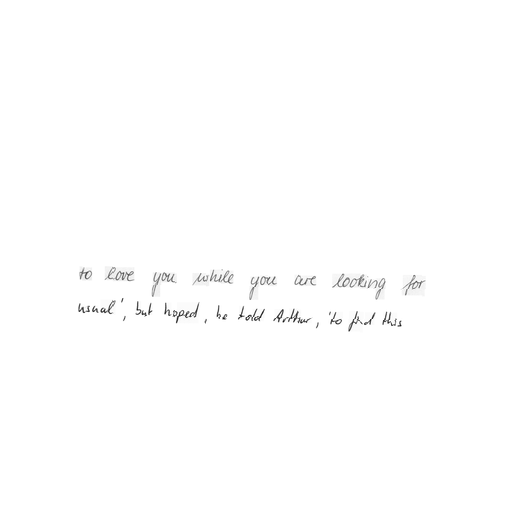 to love you while you are looking for
usual', but hoped, he told Arthur, 'to find this